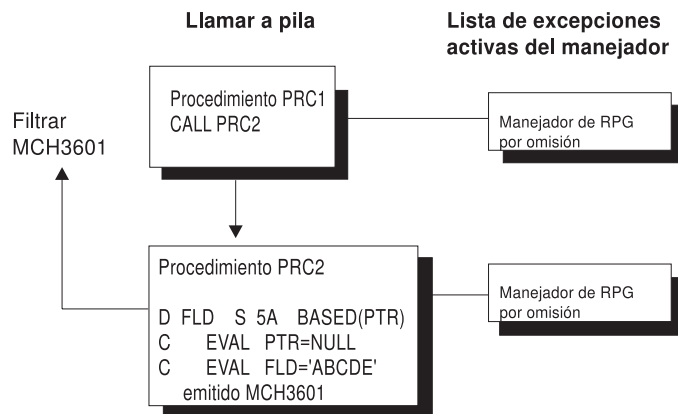 Llamar a pila
Lista de excepciones
activas del manejador
Procedimiento PRC1
CALL PRC2
Manejador de RPG
por omisión
Filtrar
MCH3601
Procedimiento PRC2
D FLD S 5A BASED(PTR)
C EVAL PTR=NULL
C EVAL FLD='ABCDE'
emitido MCH3601
Manejador de RPG
por omisión